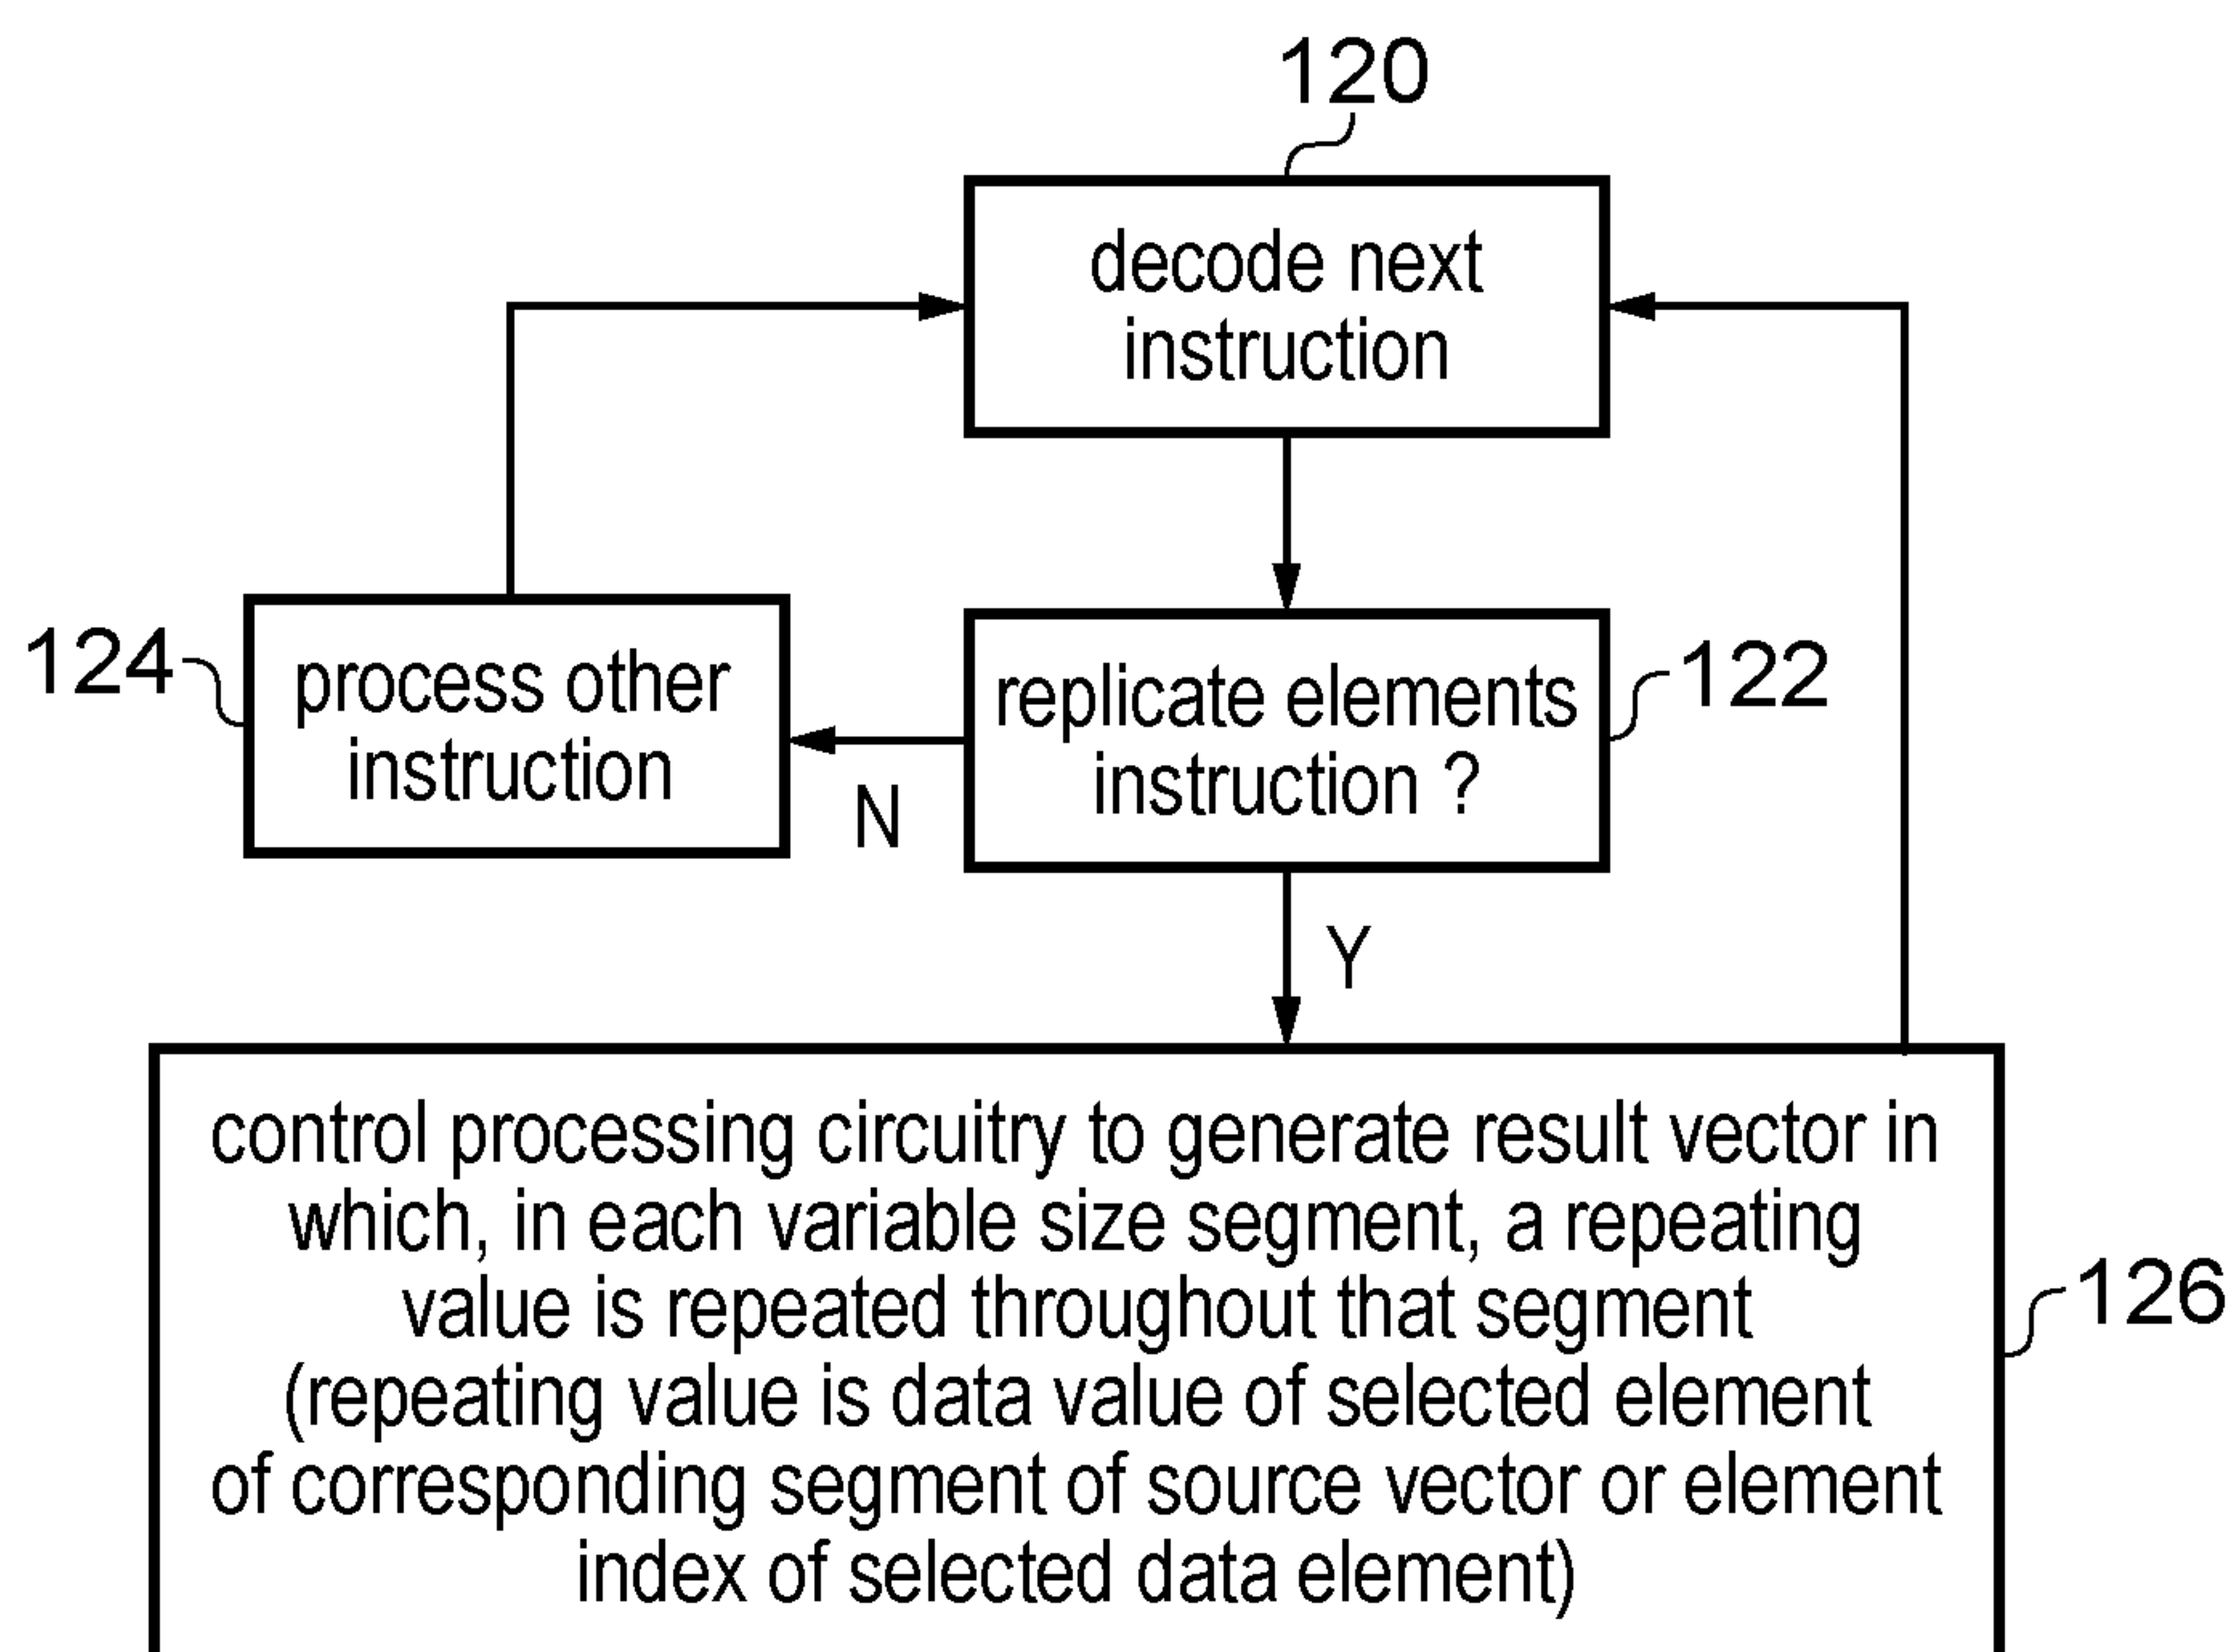 120
decode next
instruction
124
process other
instruction
replicate elements
instruction ?
122
N
Y
control processing circuitry to generate result vector in
which, in each variable size segment, a repeating
value is repeated throughout that segment
(repeating value is data value of selected element
of corresponding segment of source vector or element
index of selected data element)
126